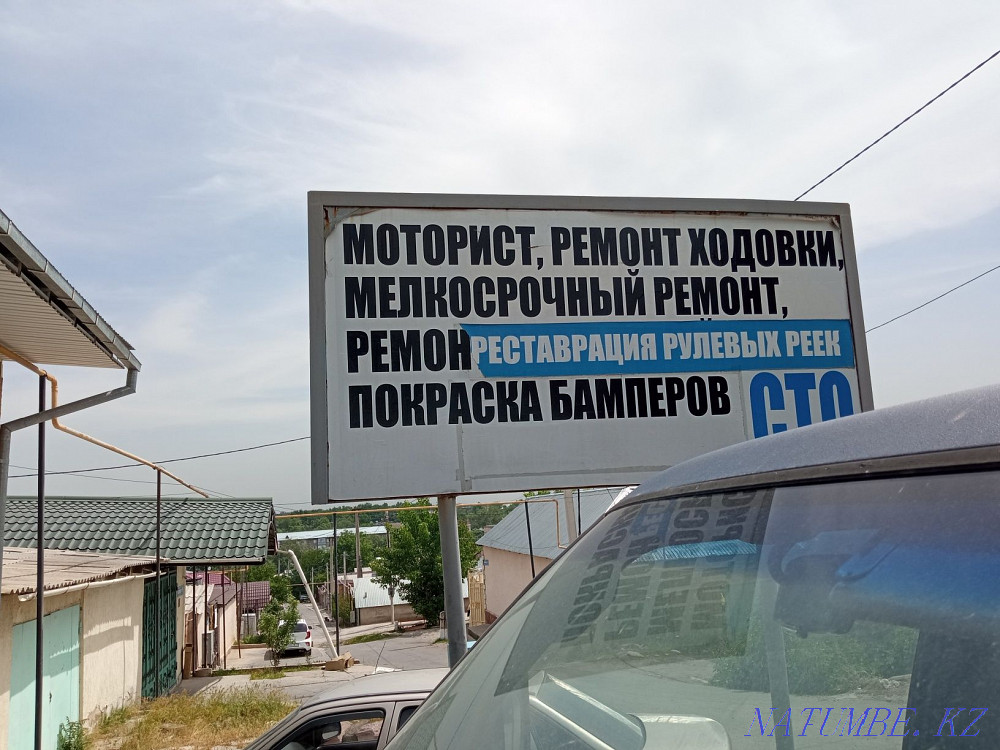 МОТОРИСТ, РЕМОНТ ХОДОВКИ,
МЕЛКОСРОЧНЫЙ РЕМОНТ,
РЕМОН РЕСТАВРАЦИЯ РУЛЕВЫХ РЕЕК
ПОКРАСКА БАМПЕРОВ
СТО
NATUMBE.KZ